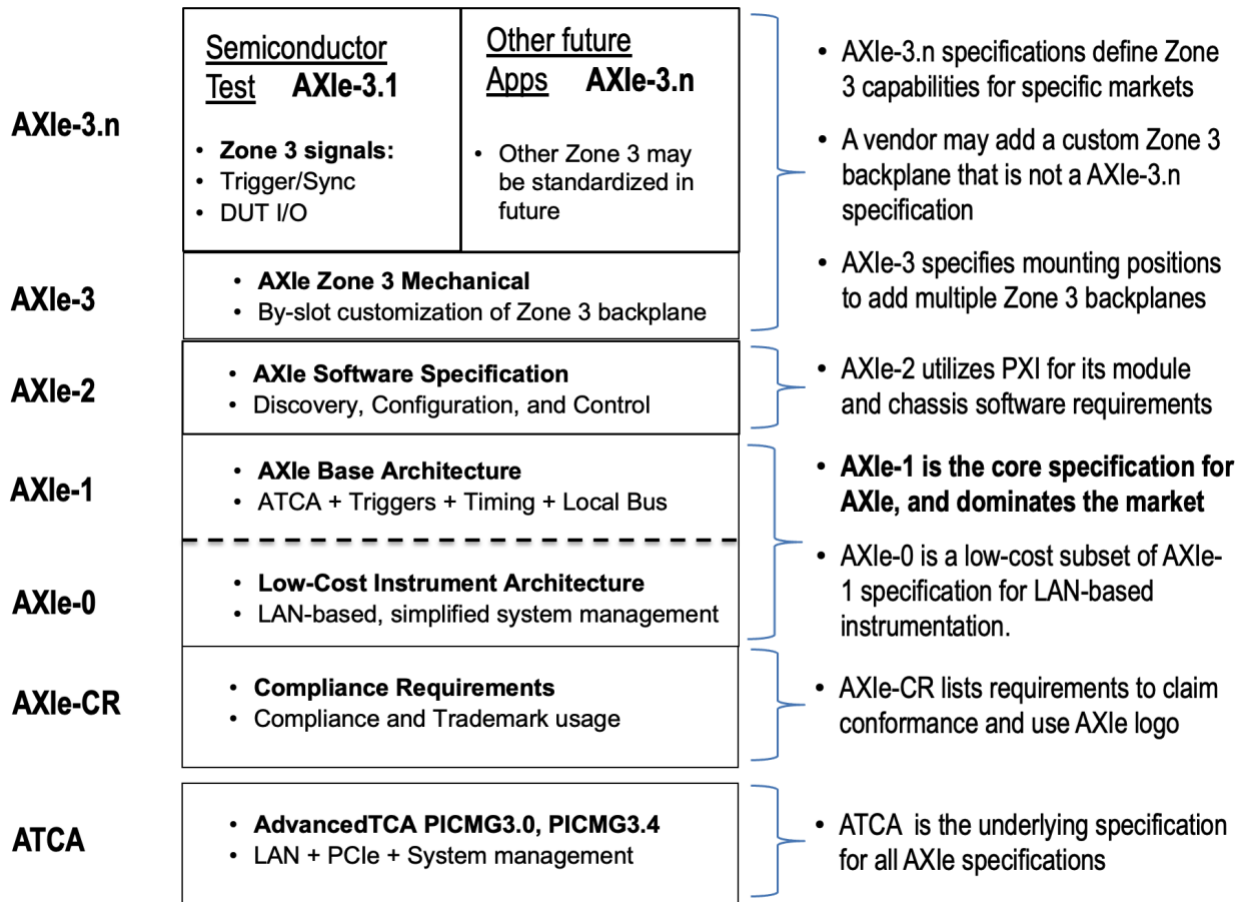 AXIe-3.n
Semiconductor
Test AXIe-3.1
• Zone 3 signals:
• Trigger/Sync
• DUT I/O
Other future
Apps AXIe-3.n
• Other Zone 3 may
be standardized in
future
• AXIe-3.n specifications define Zone
3 capabilities for specific markets
• A vendor may add a custom Zone 3
backplane that is not a AXIe-3.n
specification
AXIe-3
• AXIe Zone 3 Mechanical
• By-slot customization of Zone 3 backplane
• AXIe-3 specifies mounting positions
to add multiple Zone 3 backplanes
AXIe-2
• AXIe Software Specification
• Discovery, Configuration, and Control
• AXIe-2 utilizes PXI for its module
and chassis software requirements
AXIe-1
• AXIe Base Architecture
• ATCA + Triggers + Timing + Local Bus
• AXIe-1 is the core specification for
AXIe, and dominates the market
AXIe-0
• Low-Cost Instrument Architecture
• LAN-based, simplified system management
• AXIe-0 is a low-cost subset of AXIe-
1 specification for LAN-based
instrumentation.
AXIe-CR
• Compliance Requirements
• Compliance and Trademark usage
• AXIe-CR lists requirements to claim
conformance and use AXIe logo
ATCA
• AdvancedTCA PICMG3.0, PICMG3.4
• LAN + PCIe + System management
• ATCA is the underlying specification
for all AXIe specifications